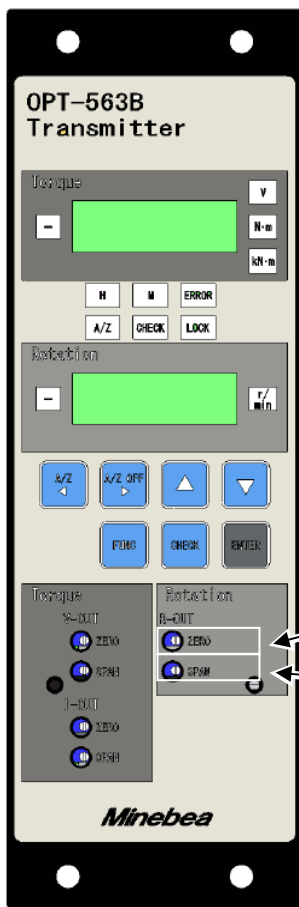 OPT-563B
Transmitter
Torque
V
-
N·m
kN·m
H M ERROR
A/Z CHECK LOCK
Rotation
-
r/
min
A/Z A/Z OFF
FUNC CHECK ENTER
Torque Rotation
V-OUT R-OUT
ZERO ZERO
SPAN SPAN
I-OUT
ZERO
SPAN
Minebea